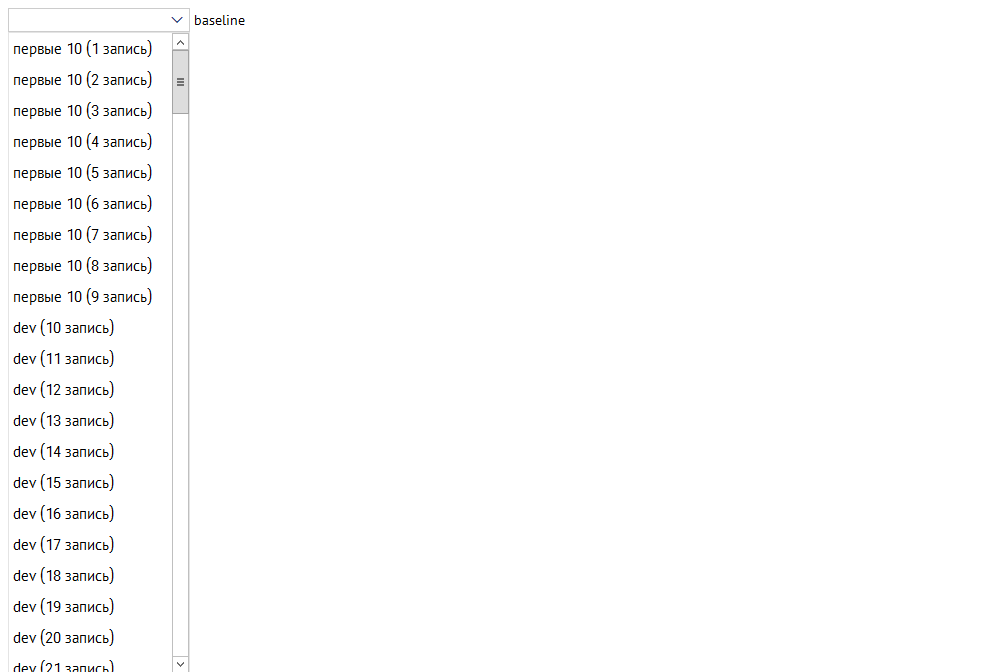 baseline
первые 10 (1 запись)
первые 10 (2 запись)
первые 10 (3 запись)
первые 10 (4 запись)
первые 10 (5 запись)
первые 10 (6 запись)
первые 10 (7 запись)
первые 10 (8 запись)
первые 10 (9 запись)
dev (10 запись)
dev (11 запись)
dev (12 запись)
dev (13 запись)
dev (14 запись)
dev (15 запись)
dev (16 запись)
dev (17 запись)
dev (18 запись)
dev (19 запись)
dev (20 запись)
dev (21 запись)